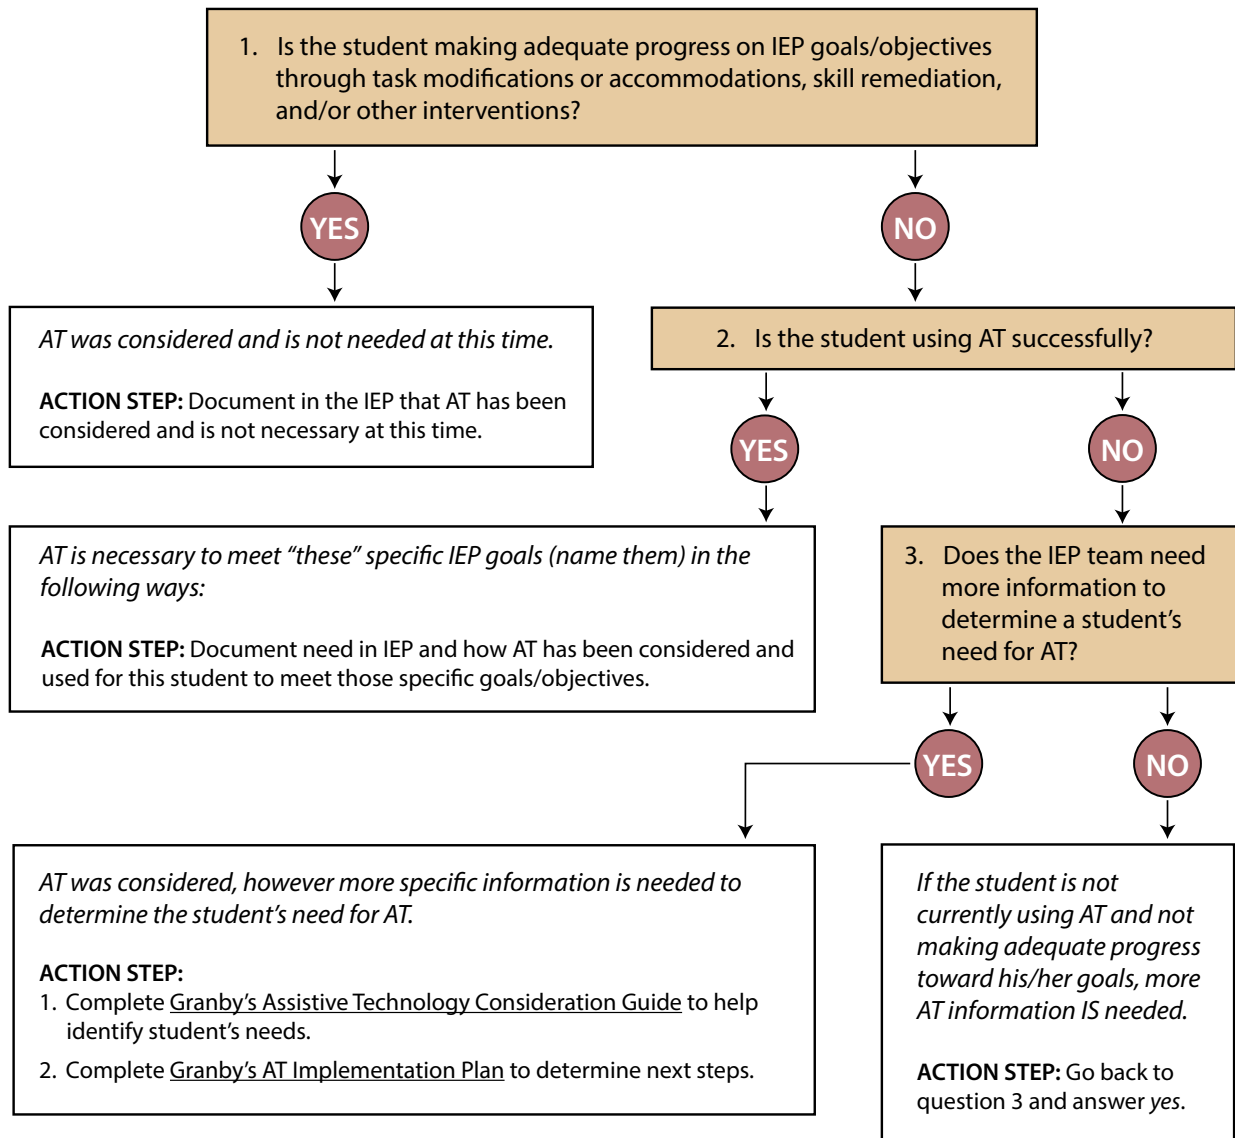 1. Is the student making adequate progress on IEP goals/objectives
through task modifications or accommodations, skill remediation,
and/or other interventions?
YES
NO
AT was considered and is not needed at this time.
ACTION STEP: Document in the IEP that AT has been
considered and is not necessary at this time.
2. Is the student using AT successfully?
YES
NO
AT is necessary to meet “these” specific IEP goals (name them) in the
following ways:
ACTION STEP: Document need in IEP and how AT has been considered and
used for this student to meet those specific goals/objectives.
3. Does the IEP team need
more information to
determine a student’s
need for AT?
YES
NO
AT was considered, however more specific information is needed to
determine the student’s need for AT.
ACTION STEP:
1. Complete Granby’s Assistive Technology Consideration Guide to help
identify student’s needs.
2. Complete Granby’s AT Implementation Plan to determine next steps.
If the student is not
currently using AT and not
making adequate progress
toward his/her goals, more
AT information IS needed.
ACTION STEP: Go back to
question 3 and answer yes.